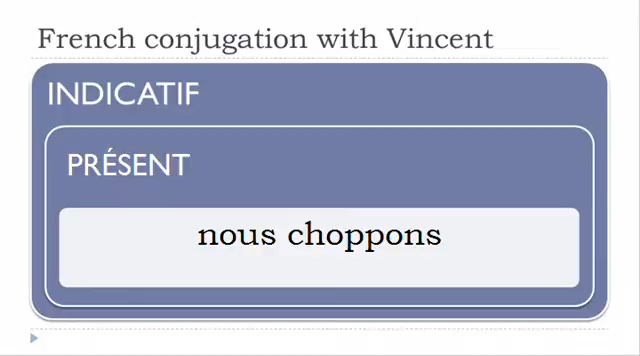 French conjugation with Vincent
INDICATIF
PRÉSENT
nous choppons